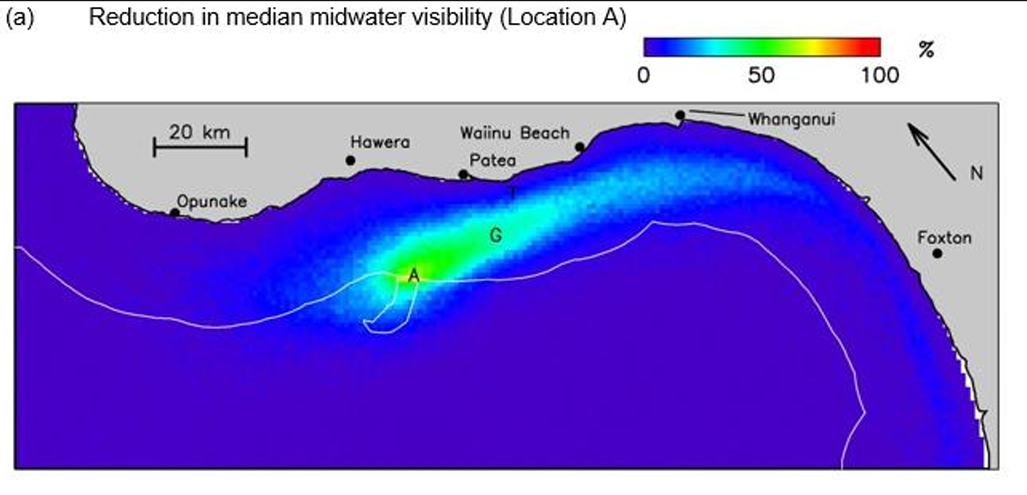 (a) Reduction in median midwater visibility (Location A)
%
0 50 100
Whanganui
20 km
Waiinu Beach
Hawera
Patea
N
Opunake
T
G
Foxton
A